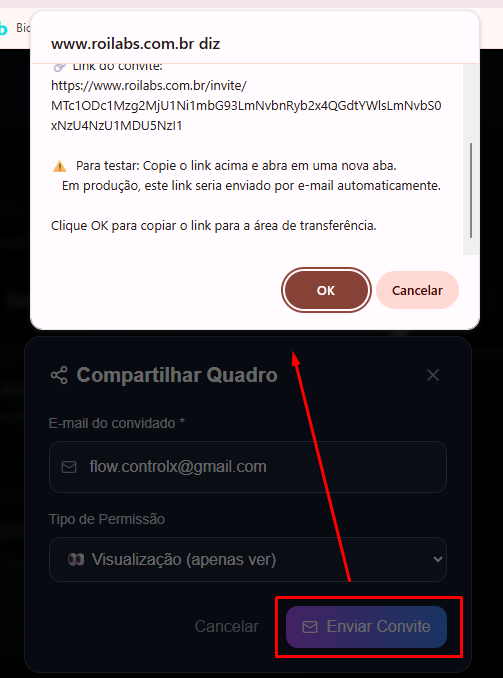 Bio
www.roilabs.com.br diz
🔗 Link do convite:
https://www.roilabs.com.br/invite/
MTc1ODc1Mzg2MjU1Ni1mbG93LmNvbnRyb2x4QGdtYWlsLmNvbS0
xNzU4NzU1MDU5NzI1
⚠️ Para testar: Copie o link acima e abra em uma nova aba.
Em produção, este link seria enviado por e-mail automaticamente.
Clique OK para copiar o link para a área de transferência.
OK Cancelar
Compartilhar Quadro
E-mail do convidado *
flow.controlx@gmail.com
Tipo de Permissão
👀 Visualização (apenas ver)
Cancelar Enviar Convite